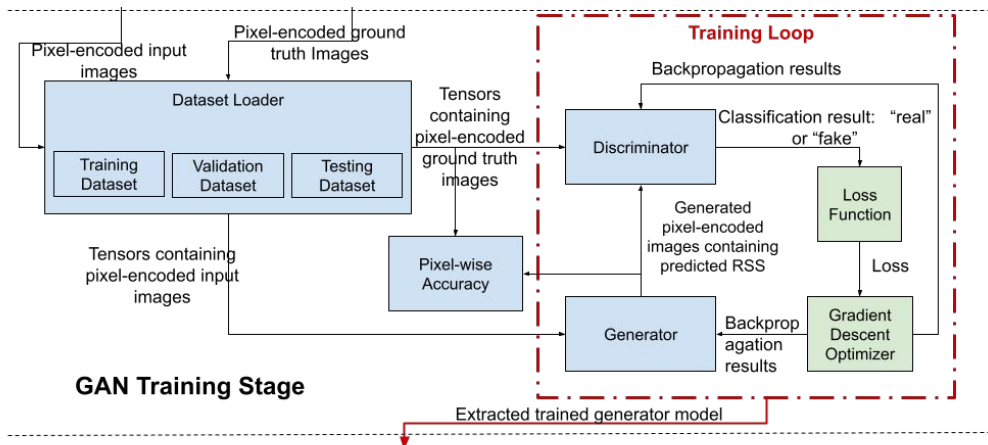 Pixel-encoded input
images
Pixel-encoded ground
truth Images
Dataset Loader
Training
Dataset
Validation
Dataset
Testing
Dataset
Tensors
containing
pixel-encoded
ground truth
images
Tensors containing
pixel-encoded input
images
Pixel-wise
Accuracy
Training Loop
Backpropagation results
Discriminator
Classification result: “real”
or “fake”
Loss
Function
Generated
pixel-encoded
images containing
predicted RSS
Loss
Generator
Backprop
agation
results
Gradient
Descent
Optimizer
GAN Training Stage
Extracted trained generator model